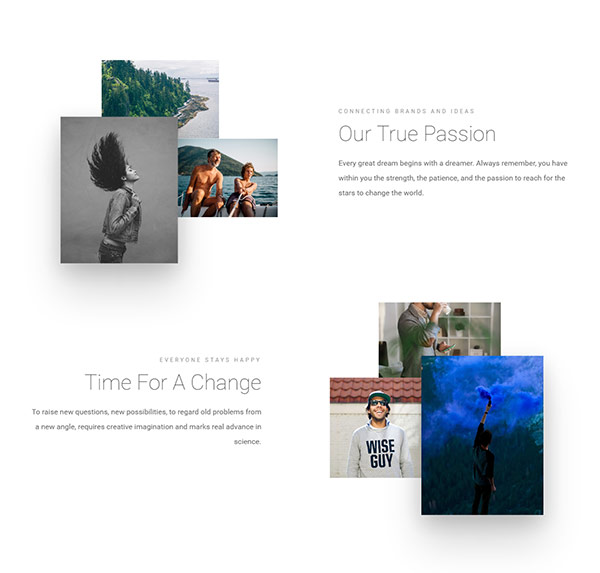 CONNECTING BRANDS AND IDEAS
Our True Passion
Every great dream begins with a dreamer. Always remember, you have
within you the strength, the patience, and the passion to reach for the
stars to change the world.
EVERYONE STAYS HAPPY
Time For A Change
To raise new questions, new possibilities, to regard old problems from
a new angle, requires creative imagination and marks real advance in
science.
WISE
GUY